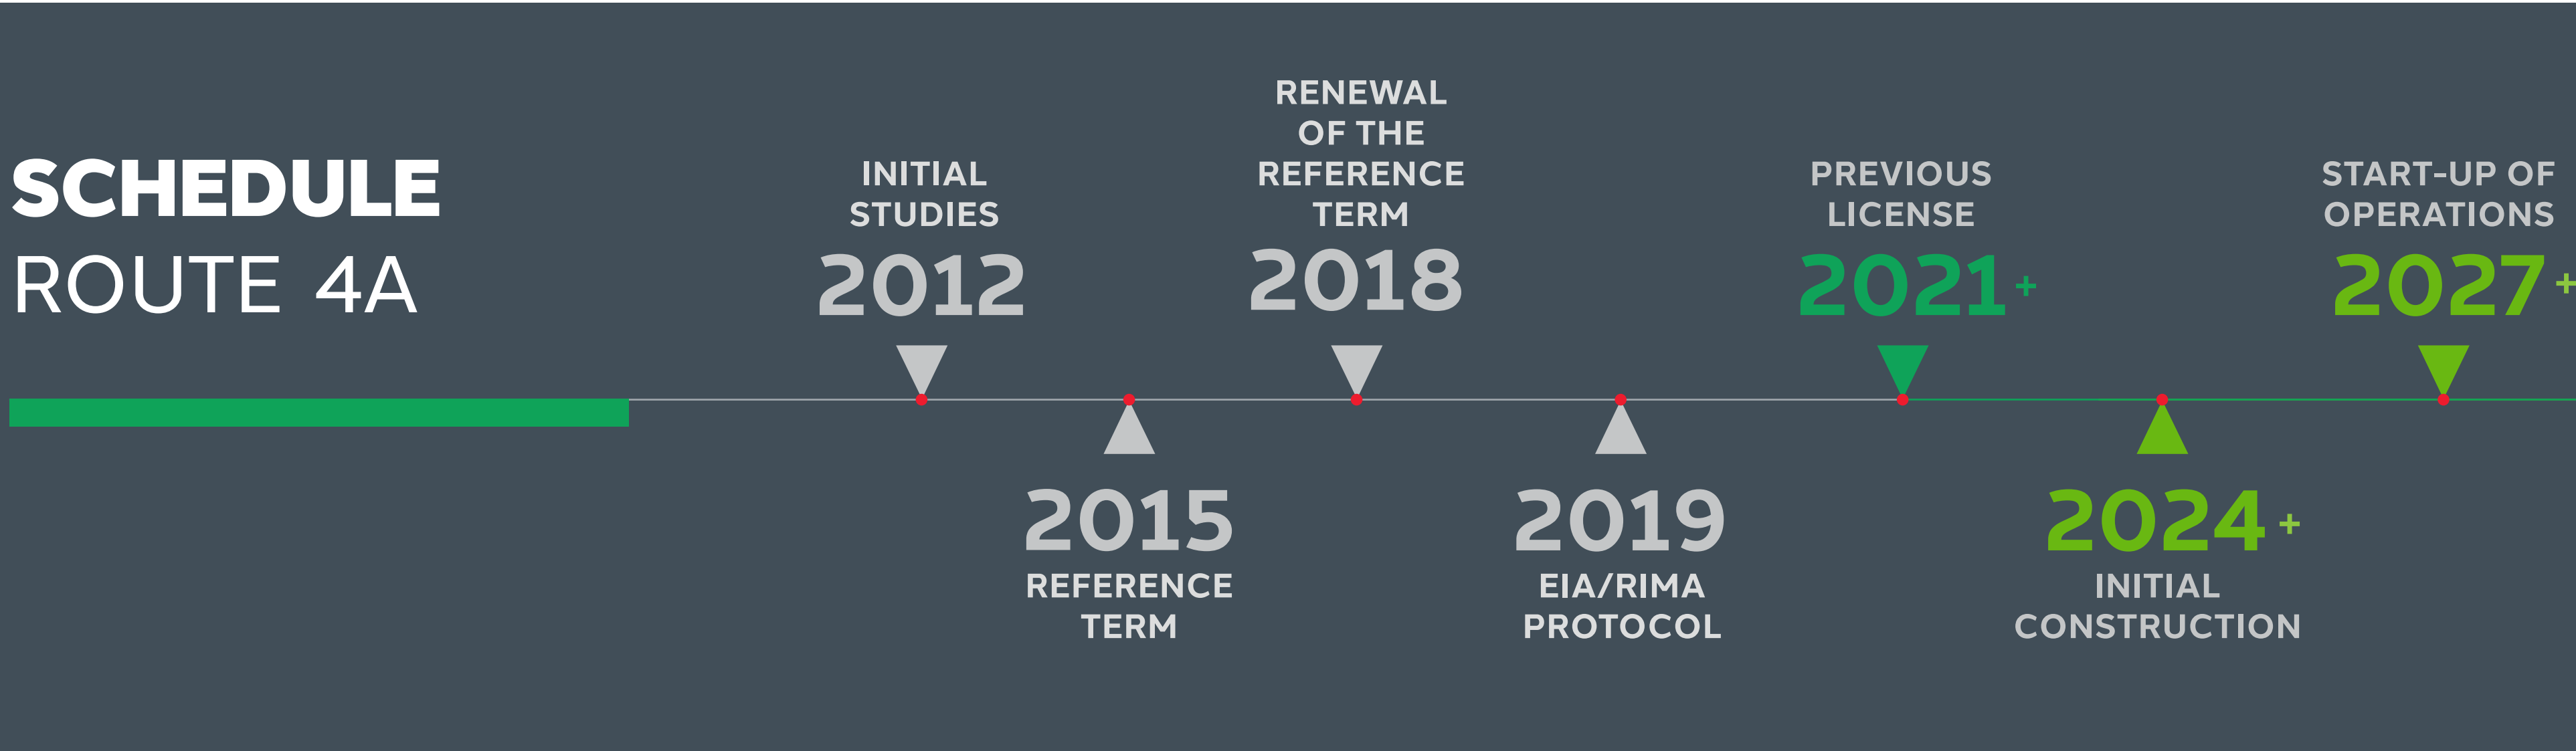 SCHEDULE
ROUTE 4A
INITIAL
STUDIES
2012
2015
REFERENCE
TERM
RENEWAL
OF THE
REFERENCE
TERM
2018
2019
EIA/RIMA
PROTOCOL
PREVIOUS
LICENSE
2021+
2024+
INITIAL
CONSTRUCTION
START-UP OF
OPERATIONS
2027+